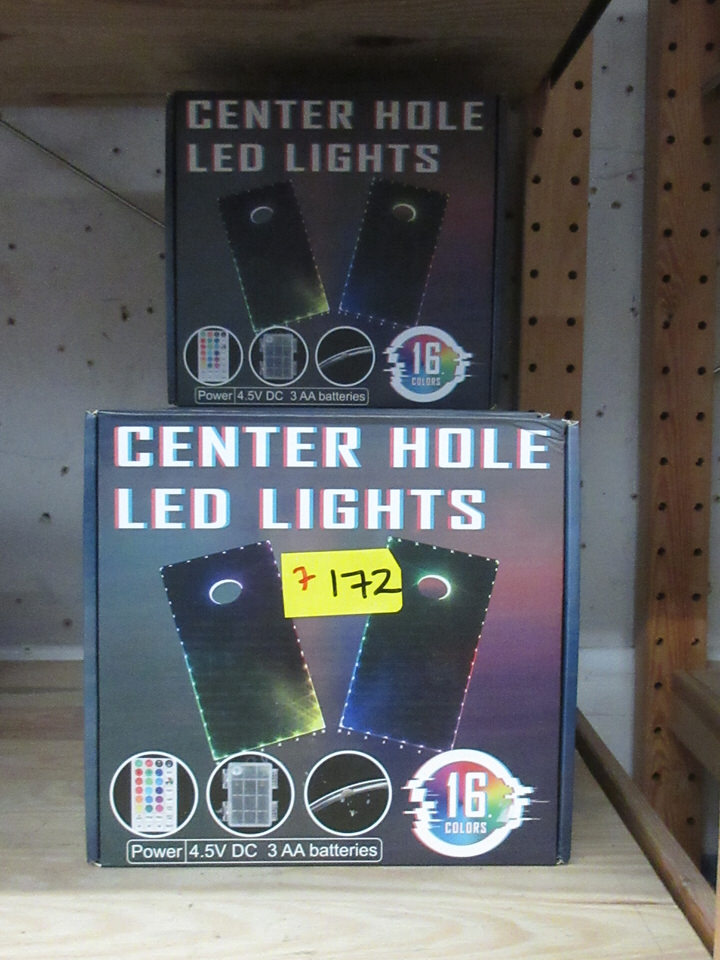 CENTER HOLE
LED LIGHTS
16
COLORS
Power 4.5V DC 3 AA batteries
CENTER HOLE
LED LIGHTS
7 172
16
COLORS
Power 4.5V DC 3 AA batteries